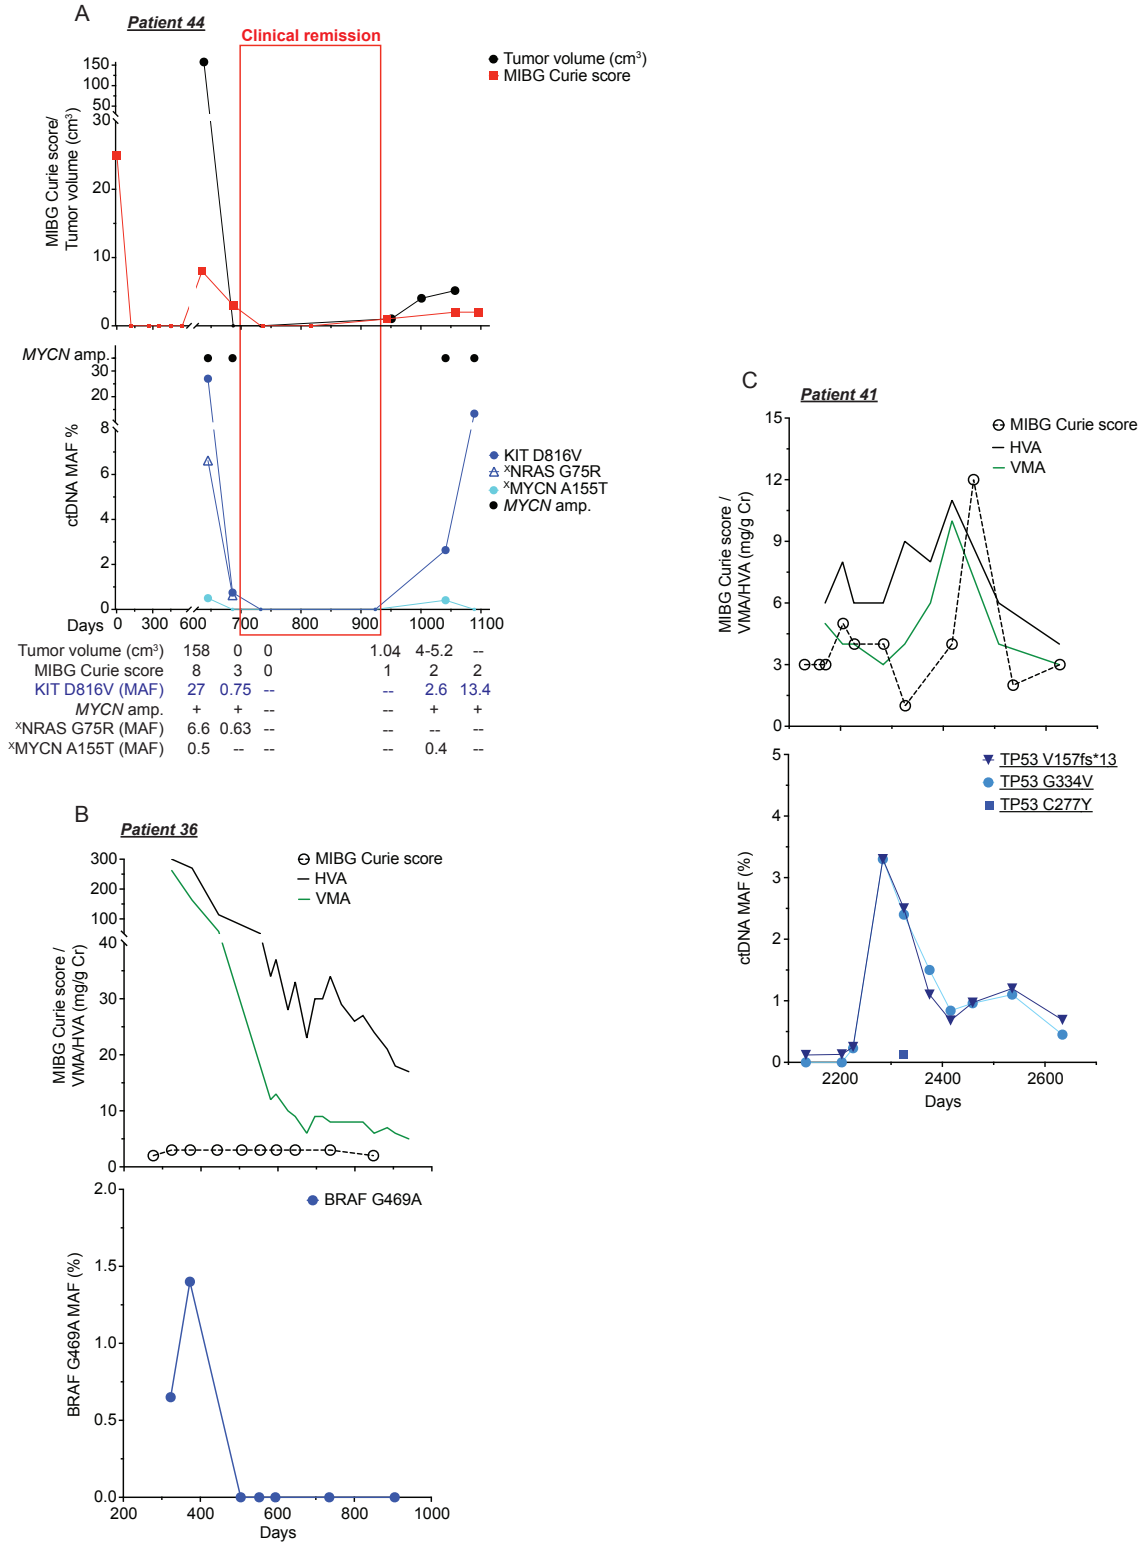 A
Patient 44
Clinical remission
Tumor volume (cm³)
MIBG Curie score
MIBG Curie score/
Tumor volume (cm³)
150
100
50
30
20
10
0
MYCN amp.
30
20
8
6
4
2
0
ctDNA MAF %
KIT D816V
ˣNRAS G75R
ˣMYCN A155T
MYCN amp.
Days 0 300 600 700 800 900 1000 1100
Tumor volume (cm³) 158 0 0 1.04 4-5.2 --
MIBG Curie score 8 3 0 1 2 2
KIT D816V (MAF) 27 0.75 -- -- 2.6 13.4
MYCN amp. + + -- -- + +
ˣNRAS G75R (MAF) 6.6 0.63 -- -- -- --
ˣMYCN A155T (MAF) 0.5 -- -- -- 0.4 --
B
Patient 36
MIBG Curie score
HVA
VMA
MIBG Curie score /
VMA/HVA (mg/g Cr)
300
200
100
40
30
20
10
0
BRAF G469A
BRAF G469A MAF (%)
2.0
1.5
1.0
0.5
0.0
200 400 600 800 1000
Days
C
Patient 41
MIBG Curie score
HVA
VMA
MIBG Curie score /
VMA/HVA (mg/g Cr)
15
12
9
6
3
0
TP53 V157fs*13
TP53 G334V
TP53 C277Y
ctDNA MAF (%)
5
4
3
2
1
0
2200 2400 2600
Days